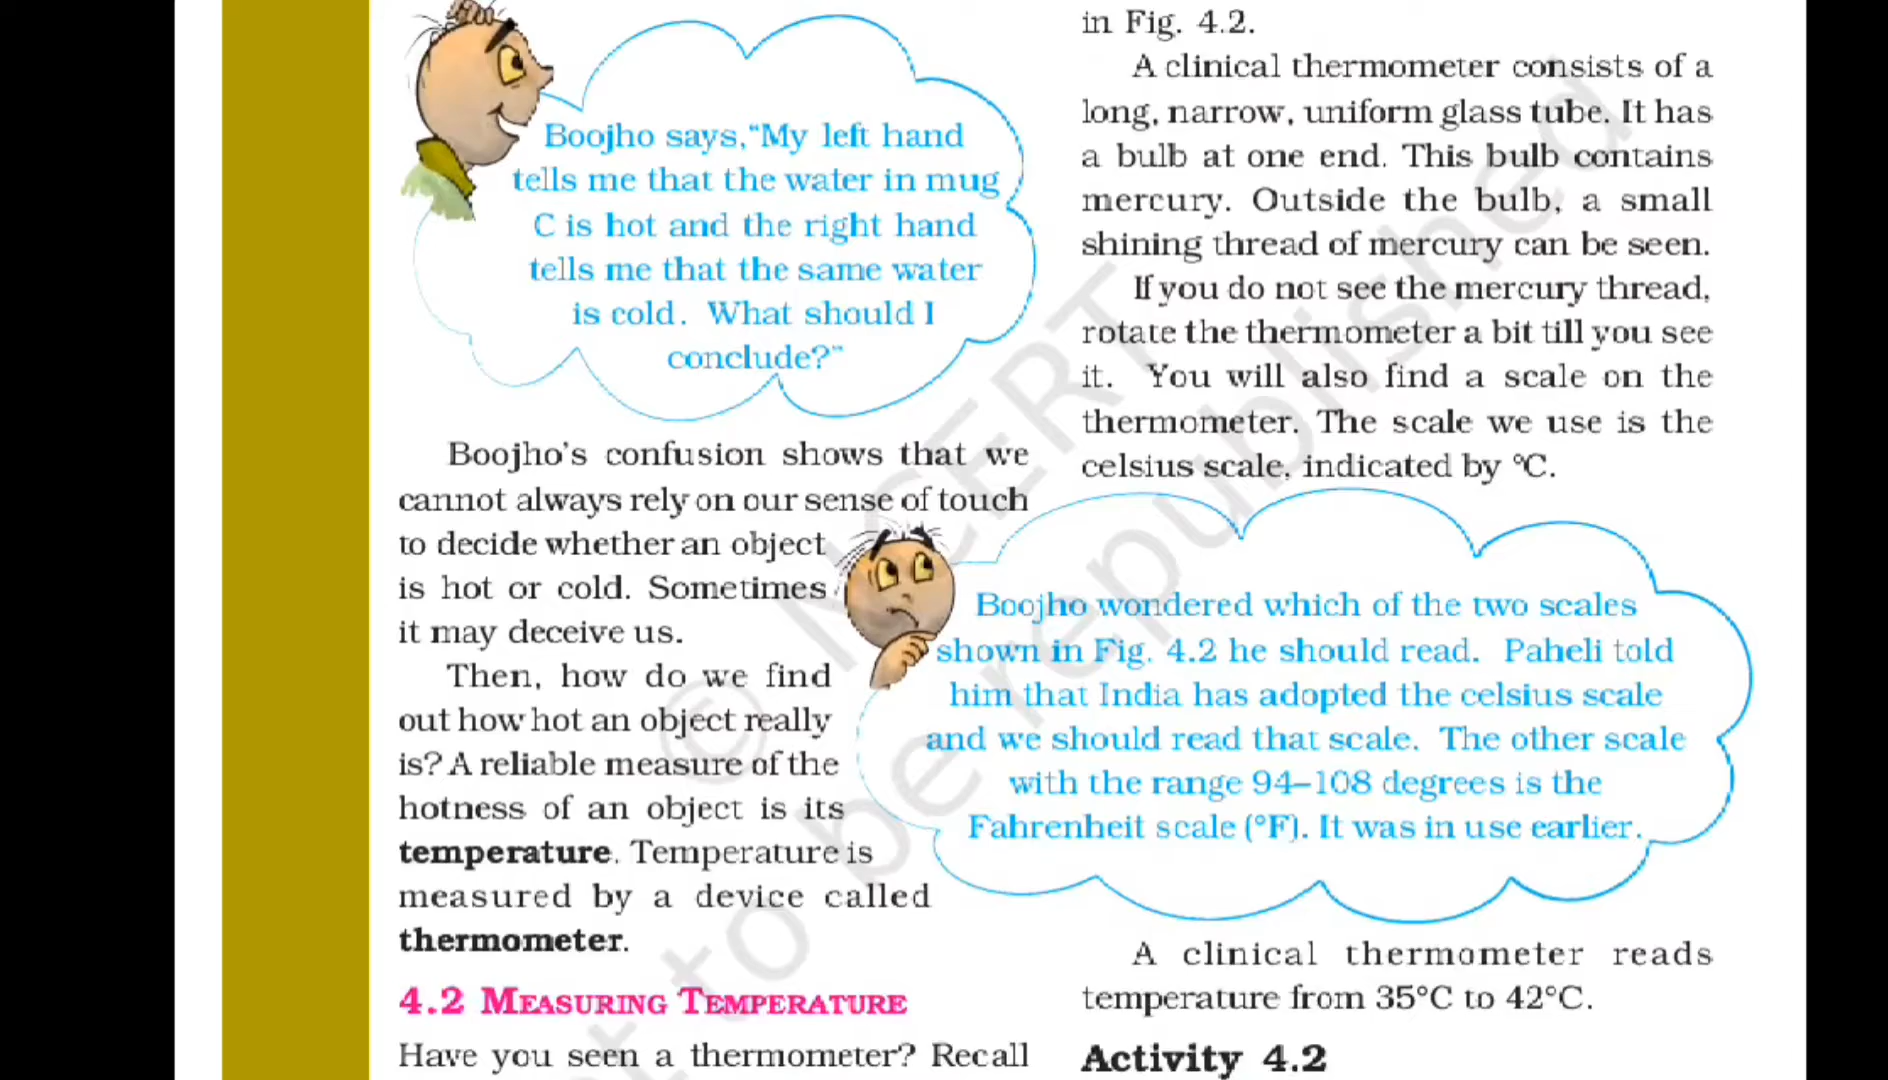 Boojho says,“My left hand
tells me that the water in mug
C is hot and the right hand
tells me that the same water
is cold. What should I
conclude?”
Boojho’s confusion shows that we
cannot always rely on our sense of touch
to decide whether an object
is hot or cold. Sometimes
it may deceive us.
Then, how do we find
out how hot an object really
is? A reliable measure of the
hotness of an object is its
temperature. Temperature is
measured by a device called
thermometer.
4.2 MEASURING TEMPERATURE
Have you seen a thermometer? Recall
in Fig. 4.2.
A clinical thermometer consists of a
long, narrow, uniform glass tube. It has
a bulb at one end. This bulb contains
mercury. Outside the bulb, a small
shining thread of mercury can be seen.
If you do not see the mercury thread,
rotate the thermometer a bit till you see
it. You will also find a scale on the
thermometer. The scale we use is the
celsius scale, indicated by °C.
Boojho wondered which of the two scales
shown in Fig. 4.2 he should read. Paheli told
him that India has adopted the celsius scale
and we should read that scale. The other scale
with the range 94–108 degrees is the
Fahrenheit scale (°F). It was in use earlier.
A clinical thermometer reads
temperature from 35°C to 42°C.
Activity 4.2
© NCERT
to be republished